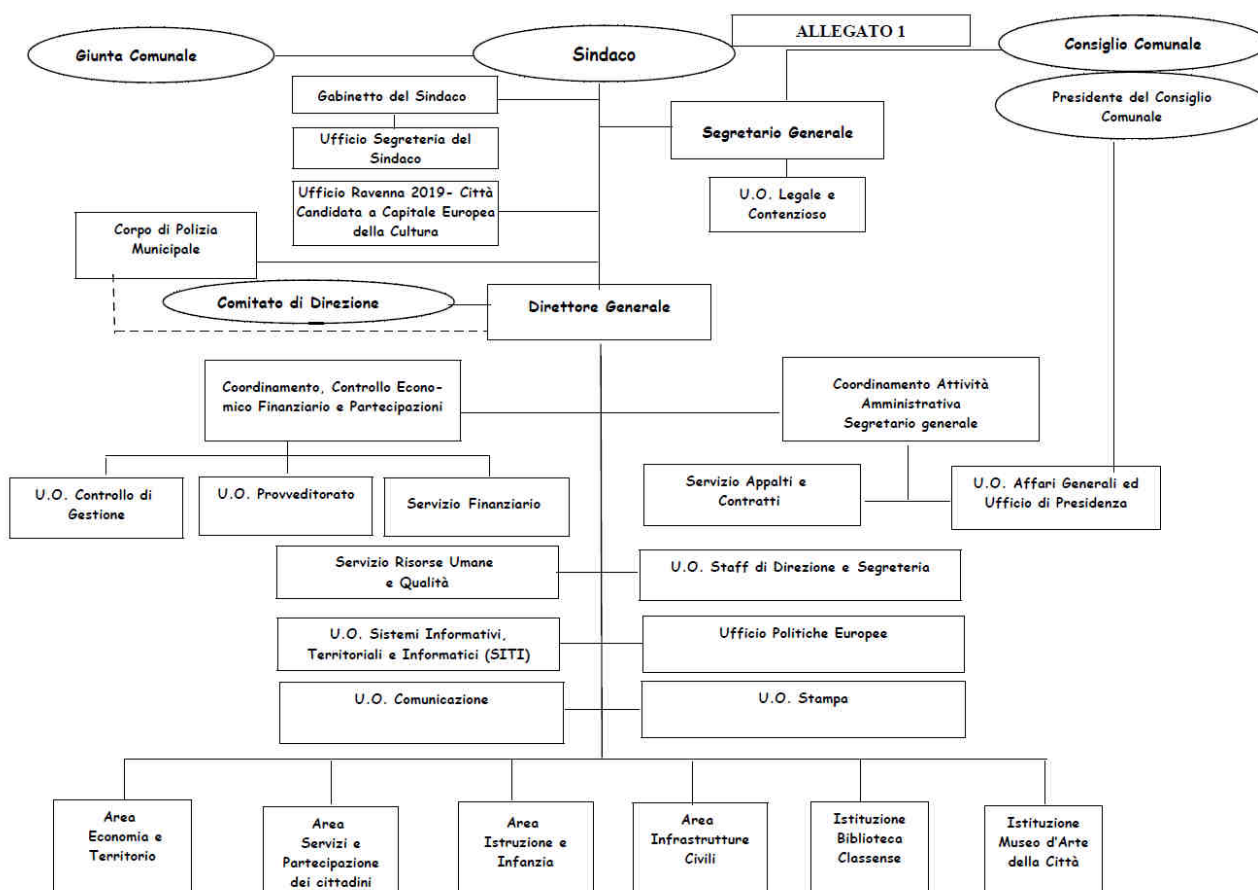 ALLEGATO 1
Giunta Comunale
Sindaco
Consiglio Comunale
Presidente del Consiglio
Comunale
Gabinetto del Sindaco
Ufficio Segreteria del
Sindaco
Segretario Generale
Ufficio Ravenna 2019- Città
Candidata a Capitale Europea
della Cultura
U.O. Legale e
Contenzioso
Corpo di Polizia
Municipale
Comitato di Direzione
Direttore Generale
Coordinamento, Controllo Econo-
mico Finanziario e Partecipazioni
Coordinamento Attività
Amministrativa
Segretario generale
U.O. Controllo di
Gestione
U.O. Provveditorato
Servizio Finanziario
Servizio Appalti e
Contratti
U.O. Affari Generali ed
Ufficio di Presidenza
Servizio Risorse Umane
e Qualità
U.O. Staff di Direzione e Segreteria
U.O. Sistemi Informativi,
Territoriali e Informatici (SITI)
Ufficio Politiche Europee
U.O. Comunicazione
U.O. Stampa
Area
Economia e
Territorio
Area
Servizi e
Partecipazione
dei cittadini
Area
Istruzione e
Infanzia
Area
Infrastrutture
Civili
Istituzione
Biblioteca
Classense
Istituzione
Museo d'Arte
della Città